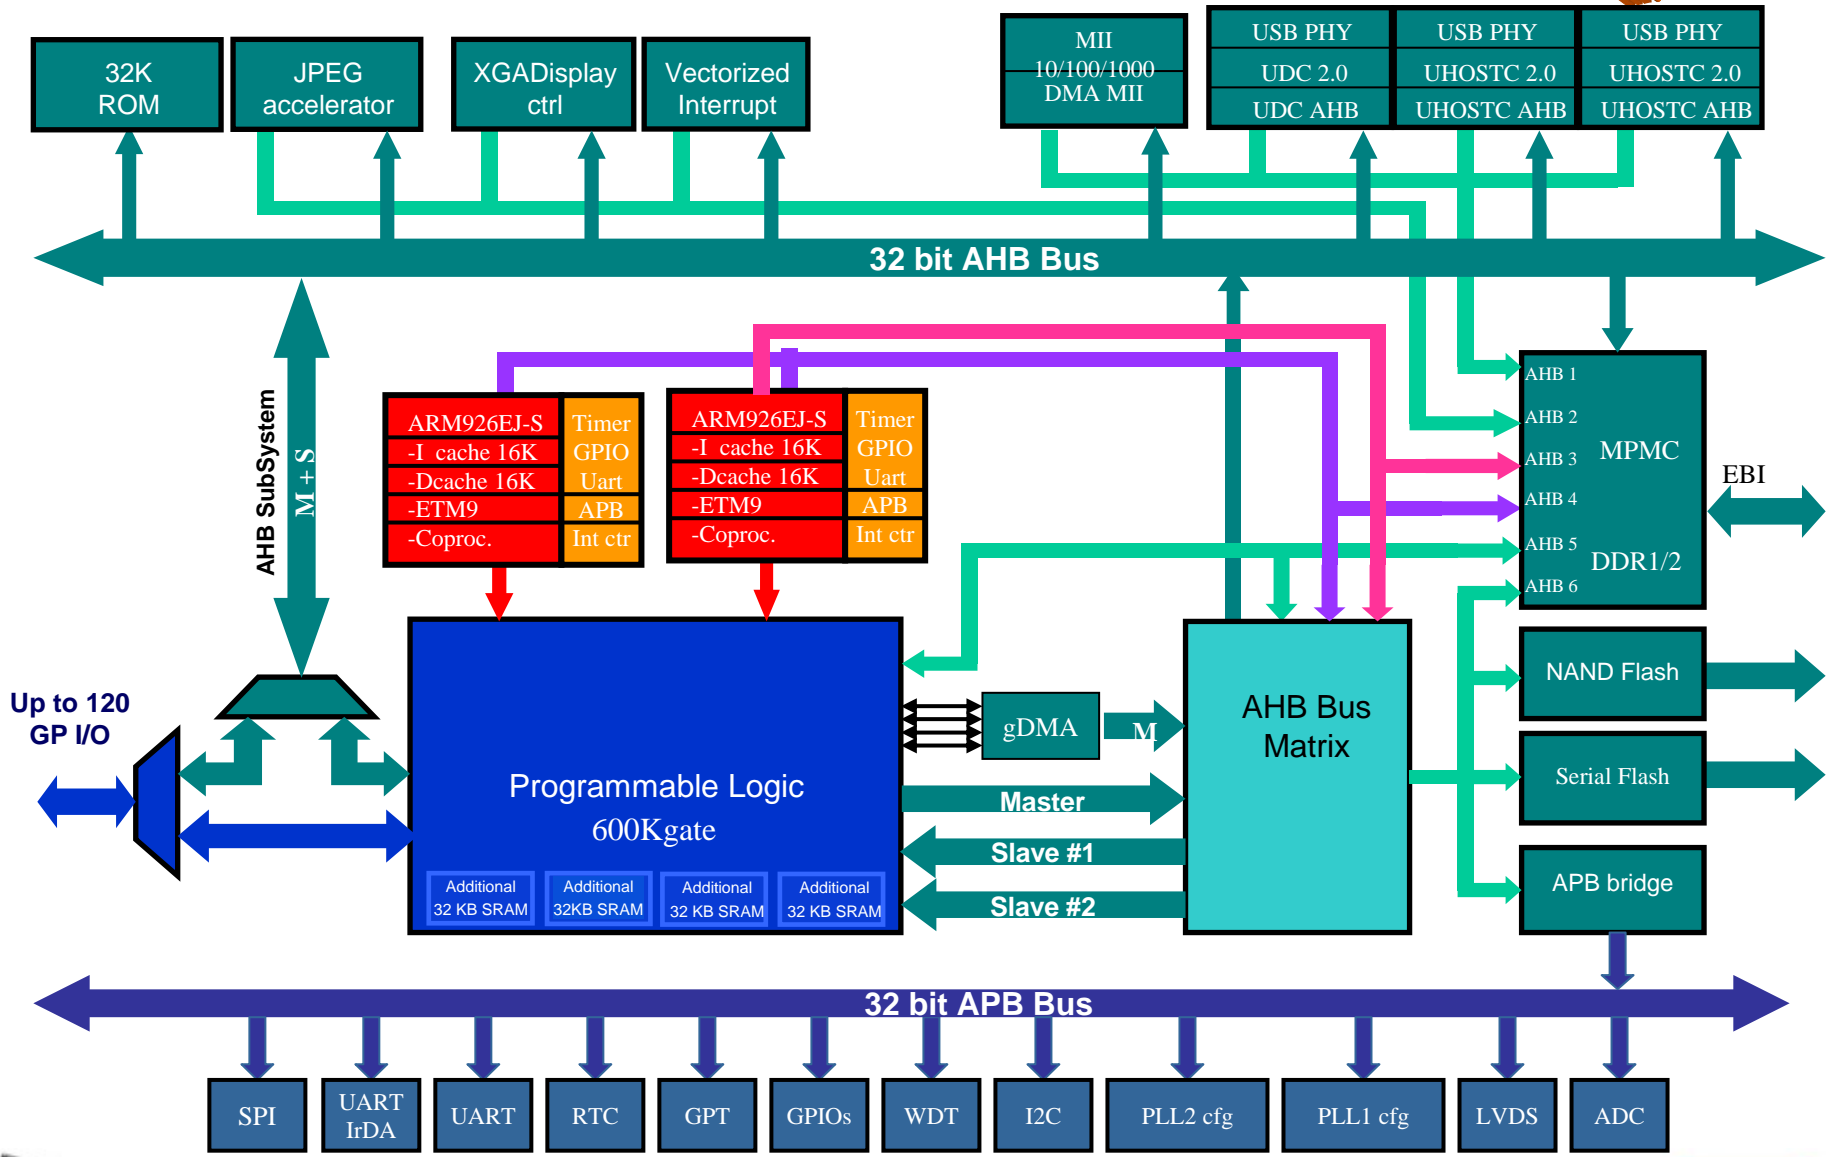 32K
ROM
JPEG
accelerator
XGADisplay
ctrl
Vectorized
Interrupt
MII
10/100/1000
DMA MII
USB PHY
UDC 2.0
UDC AHB
USB PHY
UHOSTC 2.0
UHOSTC AHB
USB PHY
UHOSTC 2.0
UHOSTC AHB
32 bit AHB Bus
AHB SubSystem
M + S
ARM926EJ-S
-I cache 16K
-Dcache 16K
-ETM9
-Coproc.
Timer
GPIO
Uart
APB
Int ctr
ARM926EJ-S
-I cache 16K
-Dcache 16K
-ETM9
-Coproc.
Timer
GPIO
Uart
APB
Int ctr
AHB 1
AHB 2
AHB 3
AHB 4
AHB 5
AHB 6
MPMC
DDR1/2
EBI
Up to 120
GP I/O
Programmable Logic
600Kgate
Additional
32 KB SRAM
Additional
32KB SRAM
Additional
32 KB SRAM
Additional
32 KB SRAM
gDMA
M
Master
Slave #1
Slave #2
AHB Bus
Matrix
NAND Flash
Serial Flash
APB bridge
32 bit APB Bus
SPI
UART
IrDA
UART
RTC
GPT
GPIOs
WDT
I2C
PLL2 cfg
PLL1 cfg
LVDS
ADC